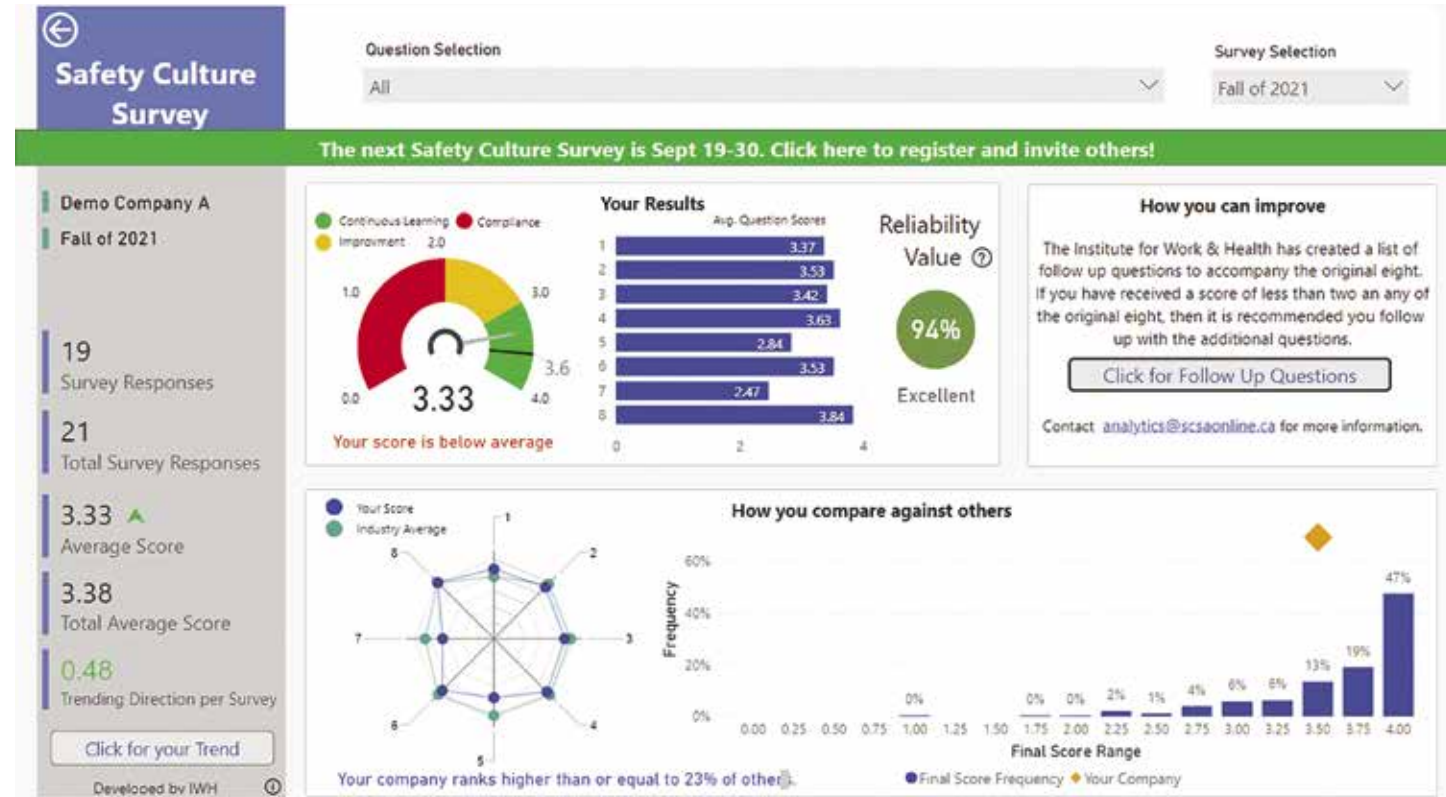 Safety Culture
Survey
Question Selection
All
Survey Selection
Fall of 2021
The next Safety Culture Survey is Sept 19-30. Click here to register and invite others!
Demo Company A
Fall of 2021
19
Survey Responses
21
Total Survey Responses
3.33
Average Score
3.38
Total Average Score
0.48
Trending Direction per Survey
Click for your Trend
Developed by IWH
Continuous Learning Compliance
Improvment
2.0
1.0
3.0
3.6
0.0
3.33
4.0
Your score is below average
Your Results
Avg. Question Scores
1 3.37
2 3.53
3 3.42
4 3.63
5 2.84
6 3.53
7 2.47
8 3.84
0 2 4
Reliability
Value ?
94%
Excellent
How you can improve
The Institute for Work & Health has created a list of
follow up questions to accompany the original eight.
If you have received a score of less than two an any of
the original eight, then it is recommended you follow
up with the additional questions.
Click for Follow Up Questions
Contact analytics@scsaonline.ca for more information.
Your Score
Industry Average
1
8 2
7 3
6 4
5
Your company ranks higher than or equal to 23% of others.
How you compare against others
Frequency
60%
40%
20%
0%
0% 0% 0% 2% 1% 4% 6% 6% 13% 19% 47%
0.00 0.25 0.50 0.75 1.00 1.25 1.50 1.75 2.00 2.25 2.50 2.75 3.00 3.25 3.50 3.75 4.00
Final Score Range
Final Score Frequency Your Company